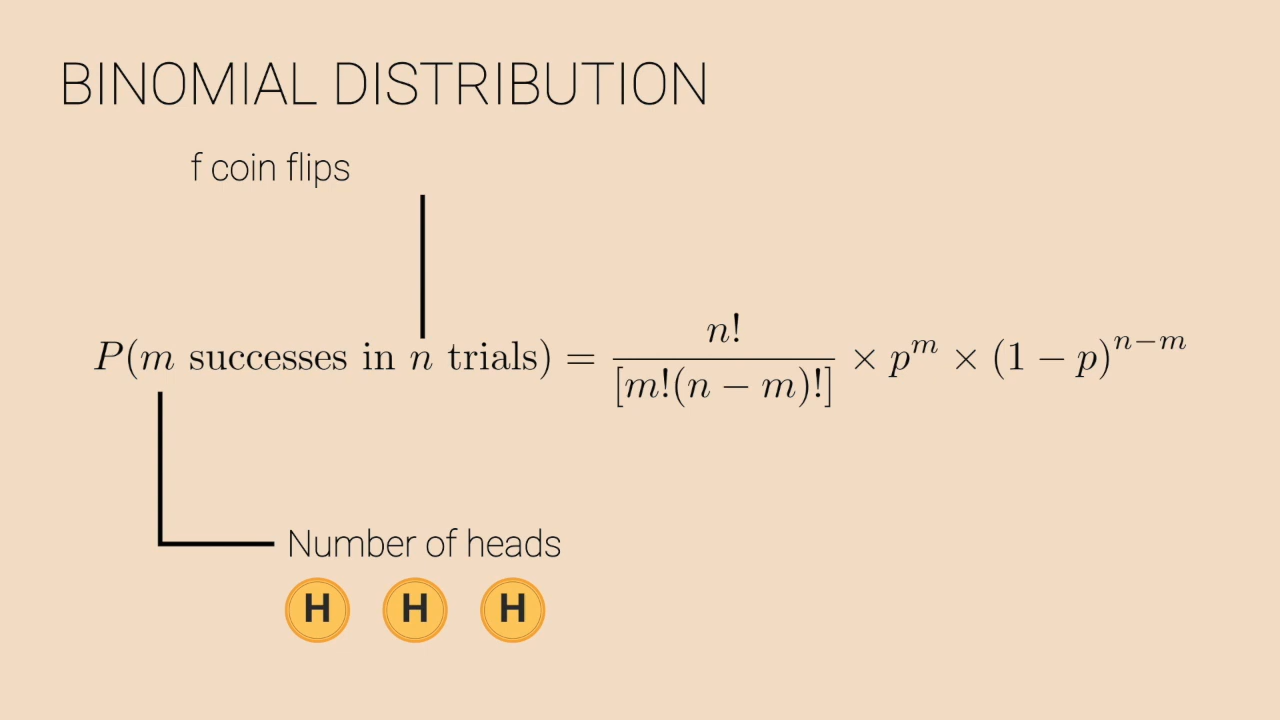 BINOMIAL DISTRIBUTION
f coin flips
P(m successes in n trials) = n! / [m!(n − m)!] × p^m × (1 − p)^{n−m}
Number of heads
H H H